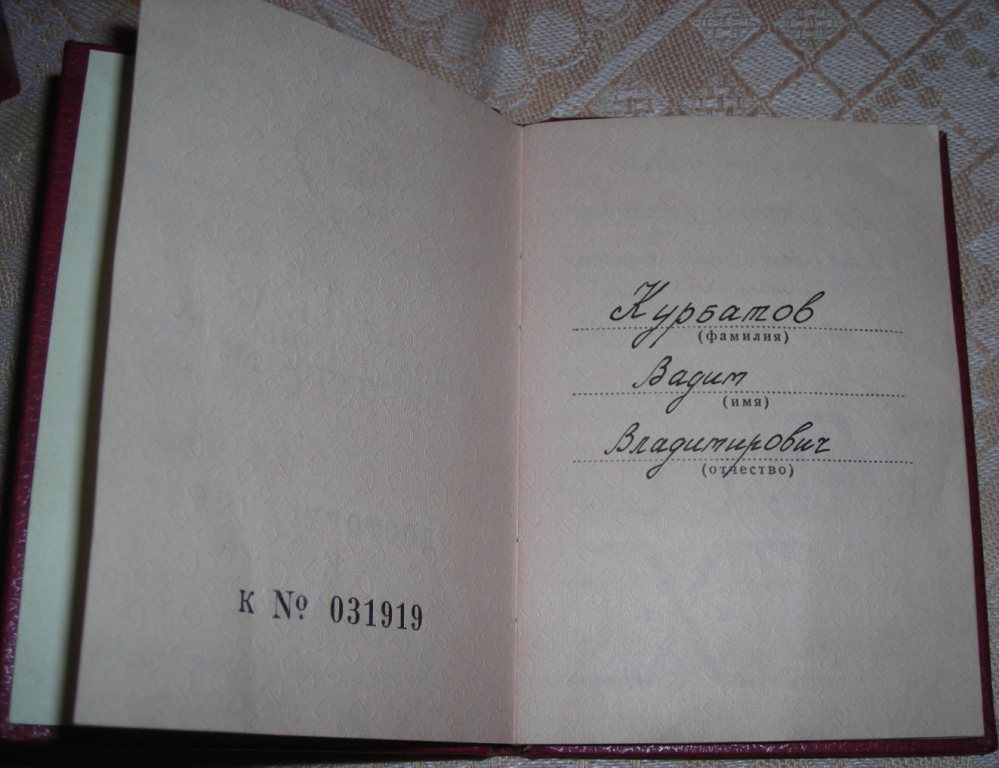 К № 031919
Курбатов
(фамилия)
Вадим
(имя)
Владимирович
(отчество)